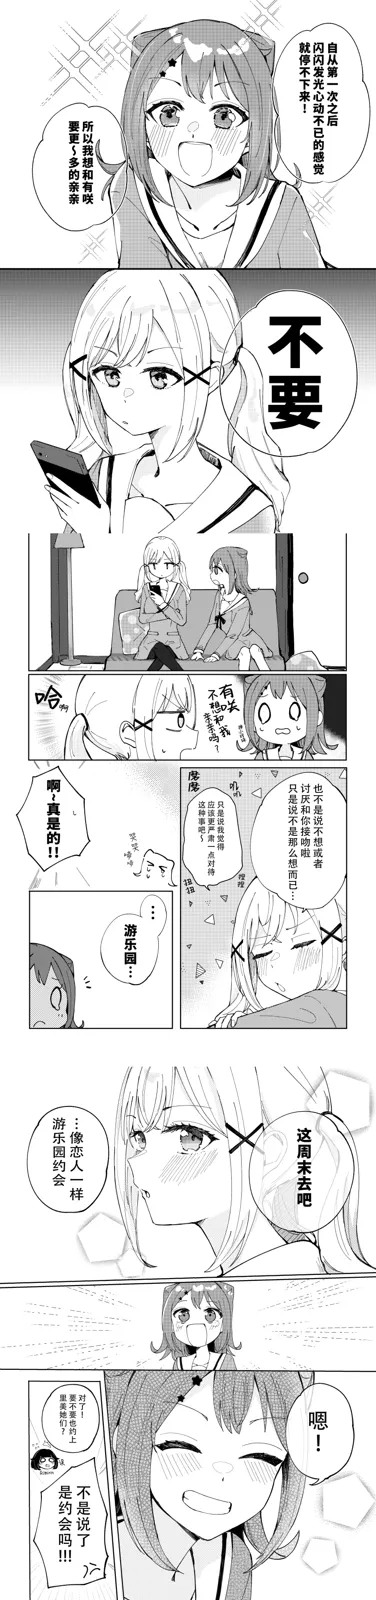 自从第一次之后
闪闪发光心动
不已的感觉
就停不下来！
所以我想和有咲
要更～多的亲亲
不要
有咲
不想和我
亲亲吗？
哈
啊
也不是说不想或者
讨厌和你接吻啦
只是说不是那么想而已…
只是说我觉得
应该更严肃一点对待
这种事吧～
扭扭
捏捏
啊~真是的!!
…
游乐园…
这周末去吧
…像恋人一样
游乐园约会
嗯！
对了！
要不要也约上
里美她们？
不是说了
是约会吗!!!